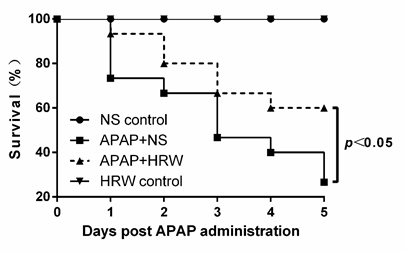 100
80
60
40
20
Survival (%)
NS control
APAP+NS
APAP+HRW
HRW control
p<0.05
0 1 2 3 4 5
Days post APAP administration